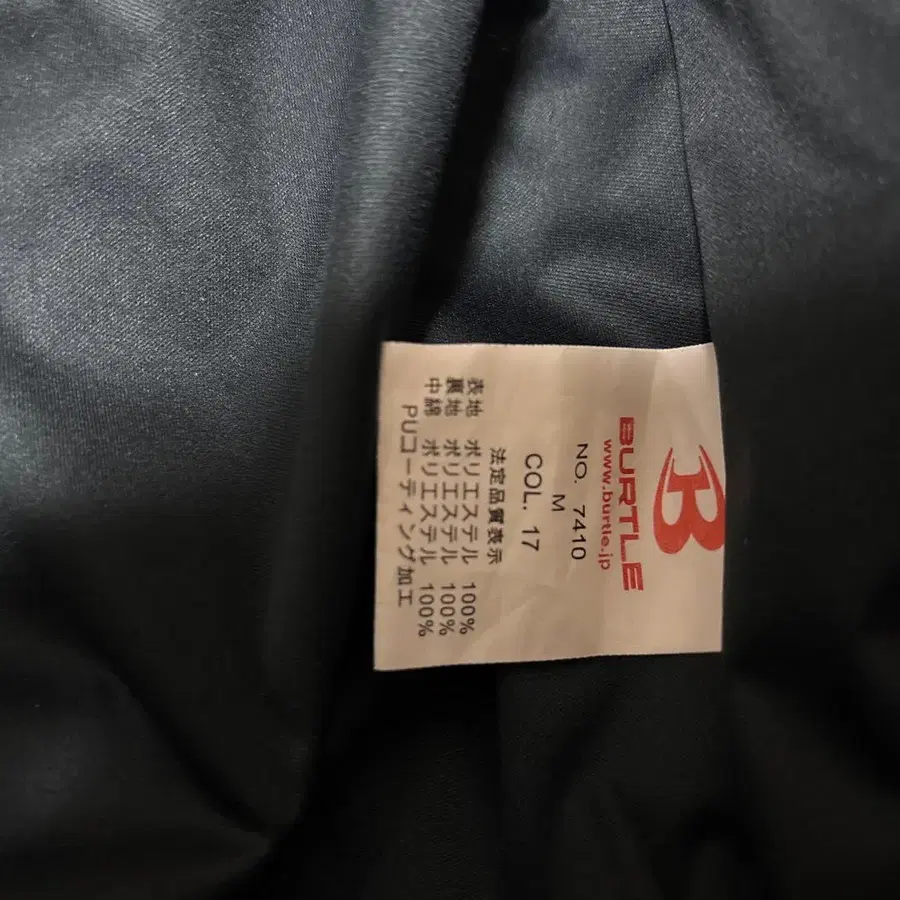 BURTLE
www.burtle.jp
NO. 7410
M
COL. 17
法定品質表示
表地 ポリエステル 100%
裏地 ポリエステル 100%
中綿 ポリエステル 100%
PUコーティング加工